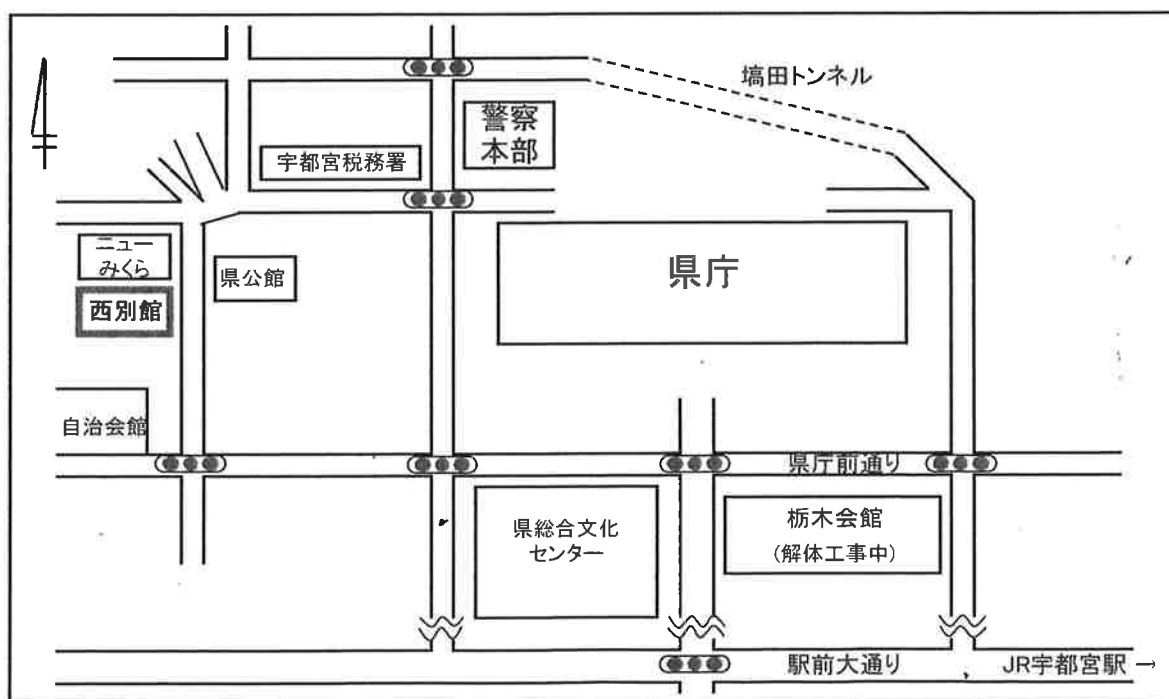 塙田トンネル
警察
本部
宇都宮税務署
ニュー
みくら
県公館
県庁
西別館
自治会館
県庁前通り
県総合文化
センター
栃木会館
(解体工事中)
駅前大通り
JR宇都宮駅 →